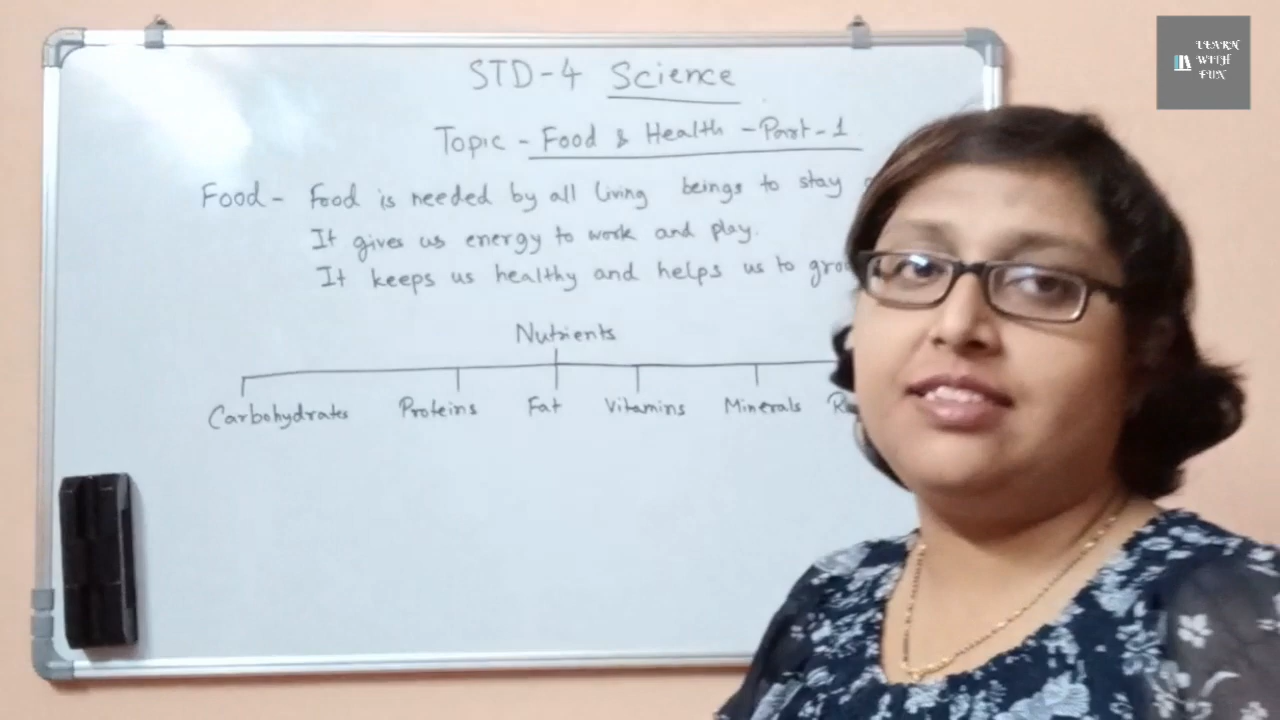 STD-4 Science
Topic - Food & Health - Part-1
Food - Food is needed by all living beings to stay
It gives us energy to work and play.
It keeps us healthy and helps us to
Nutrients
Carbohydrates Proteins Fat Vitamins Minerals
LEARN
WITH
FUN